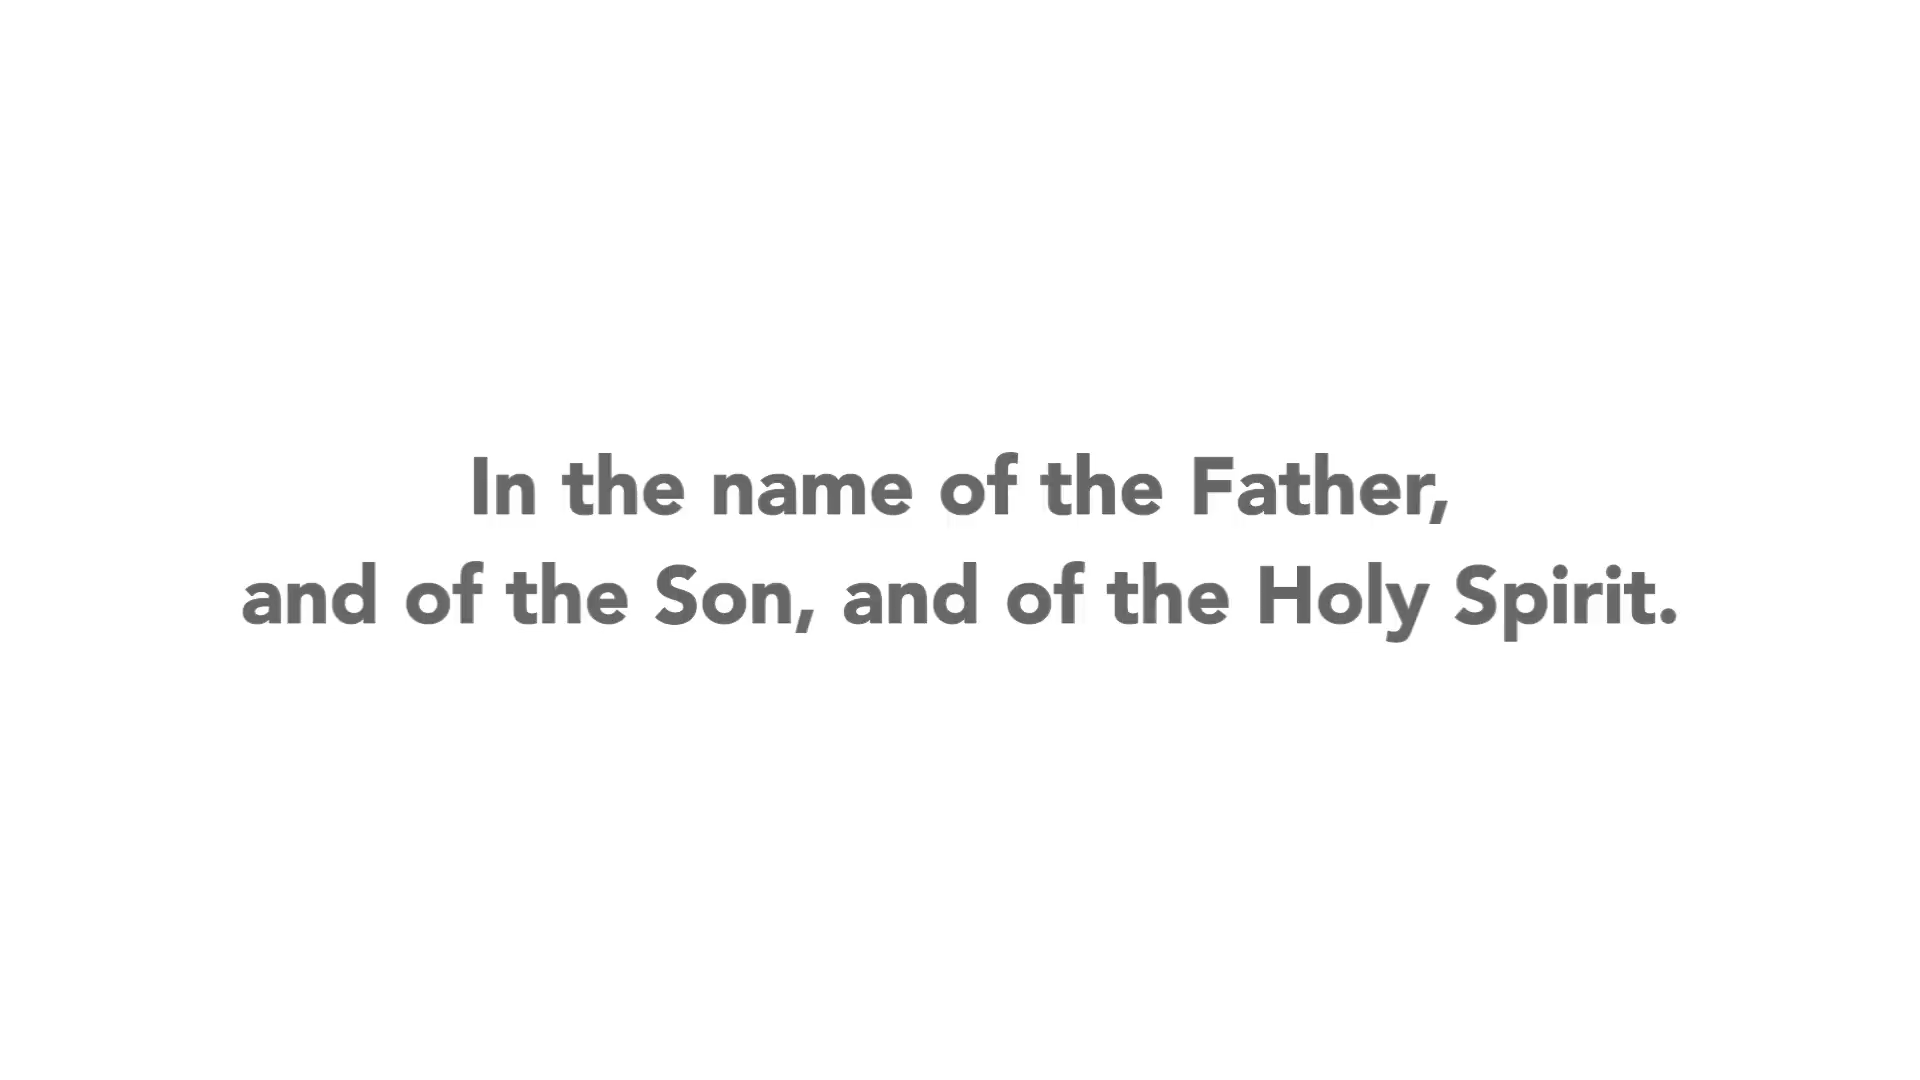 In the name of the Father,
and of the Son, and of the Holy Spirit.